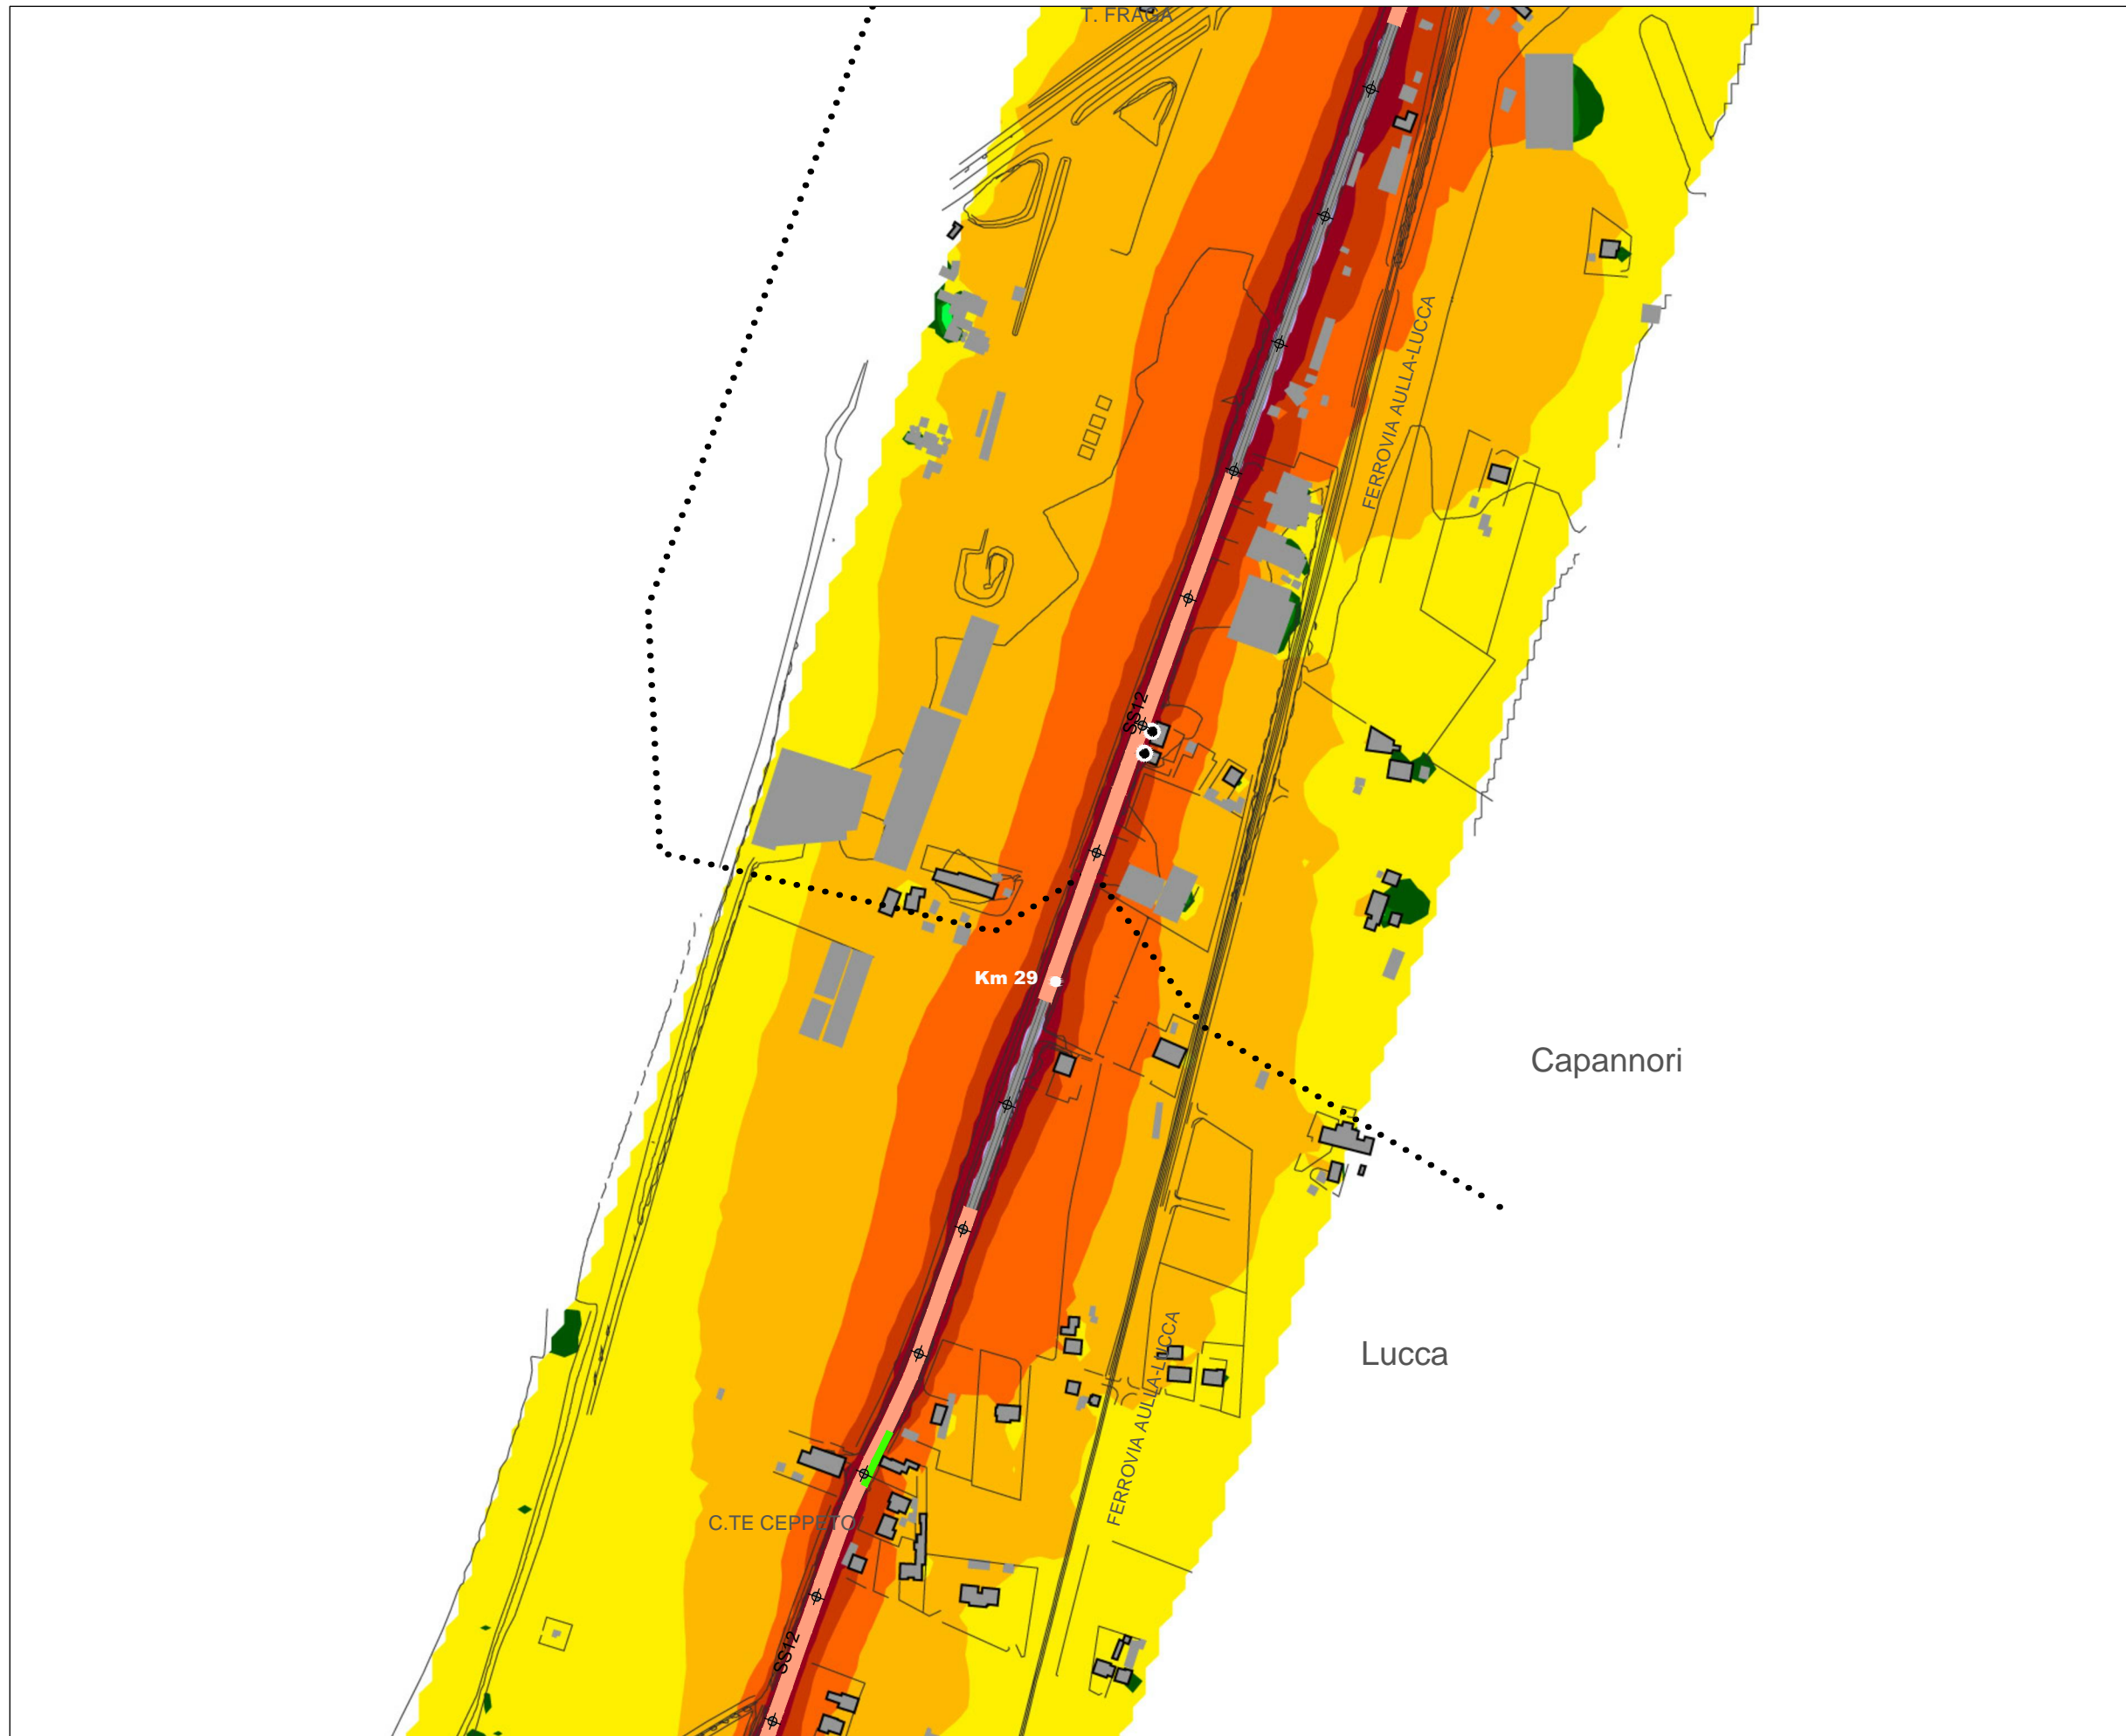 T. FRAGA
FERROVIA AULLA-LUCCA
SS12
Km 29
Capannori
Lucca
FERROVIA AULLA-LUCCA
C.TE CEPPETO
SS12